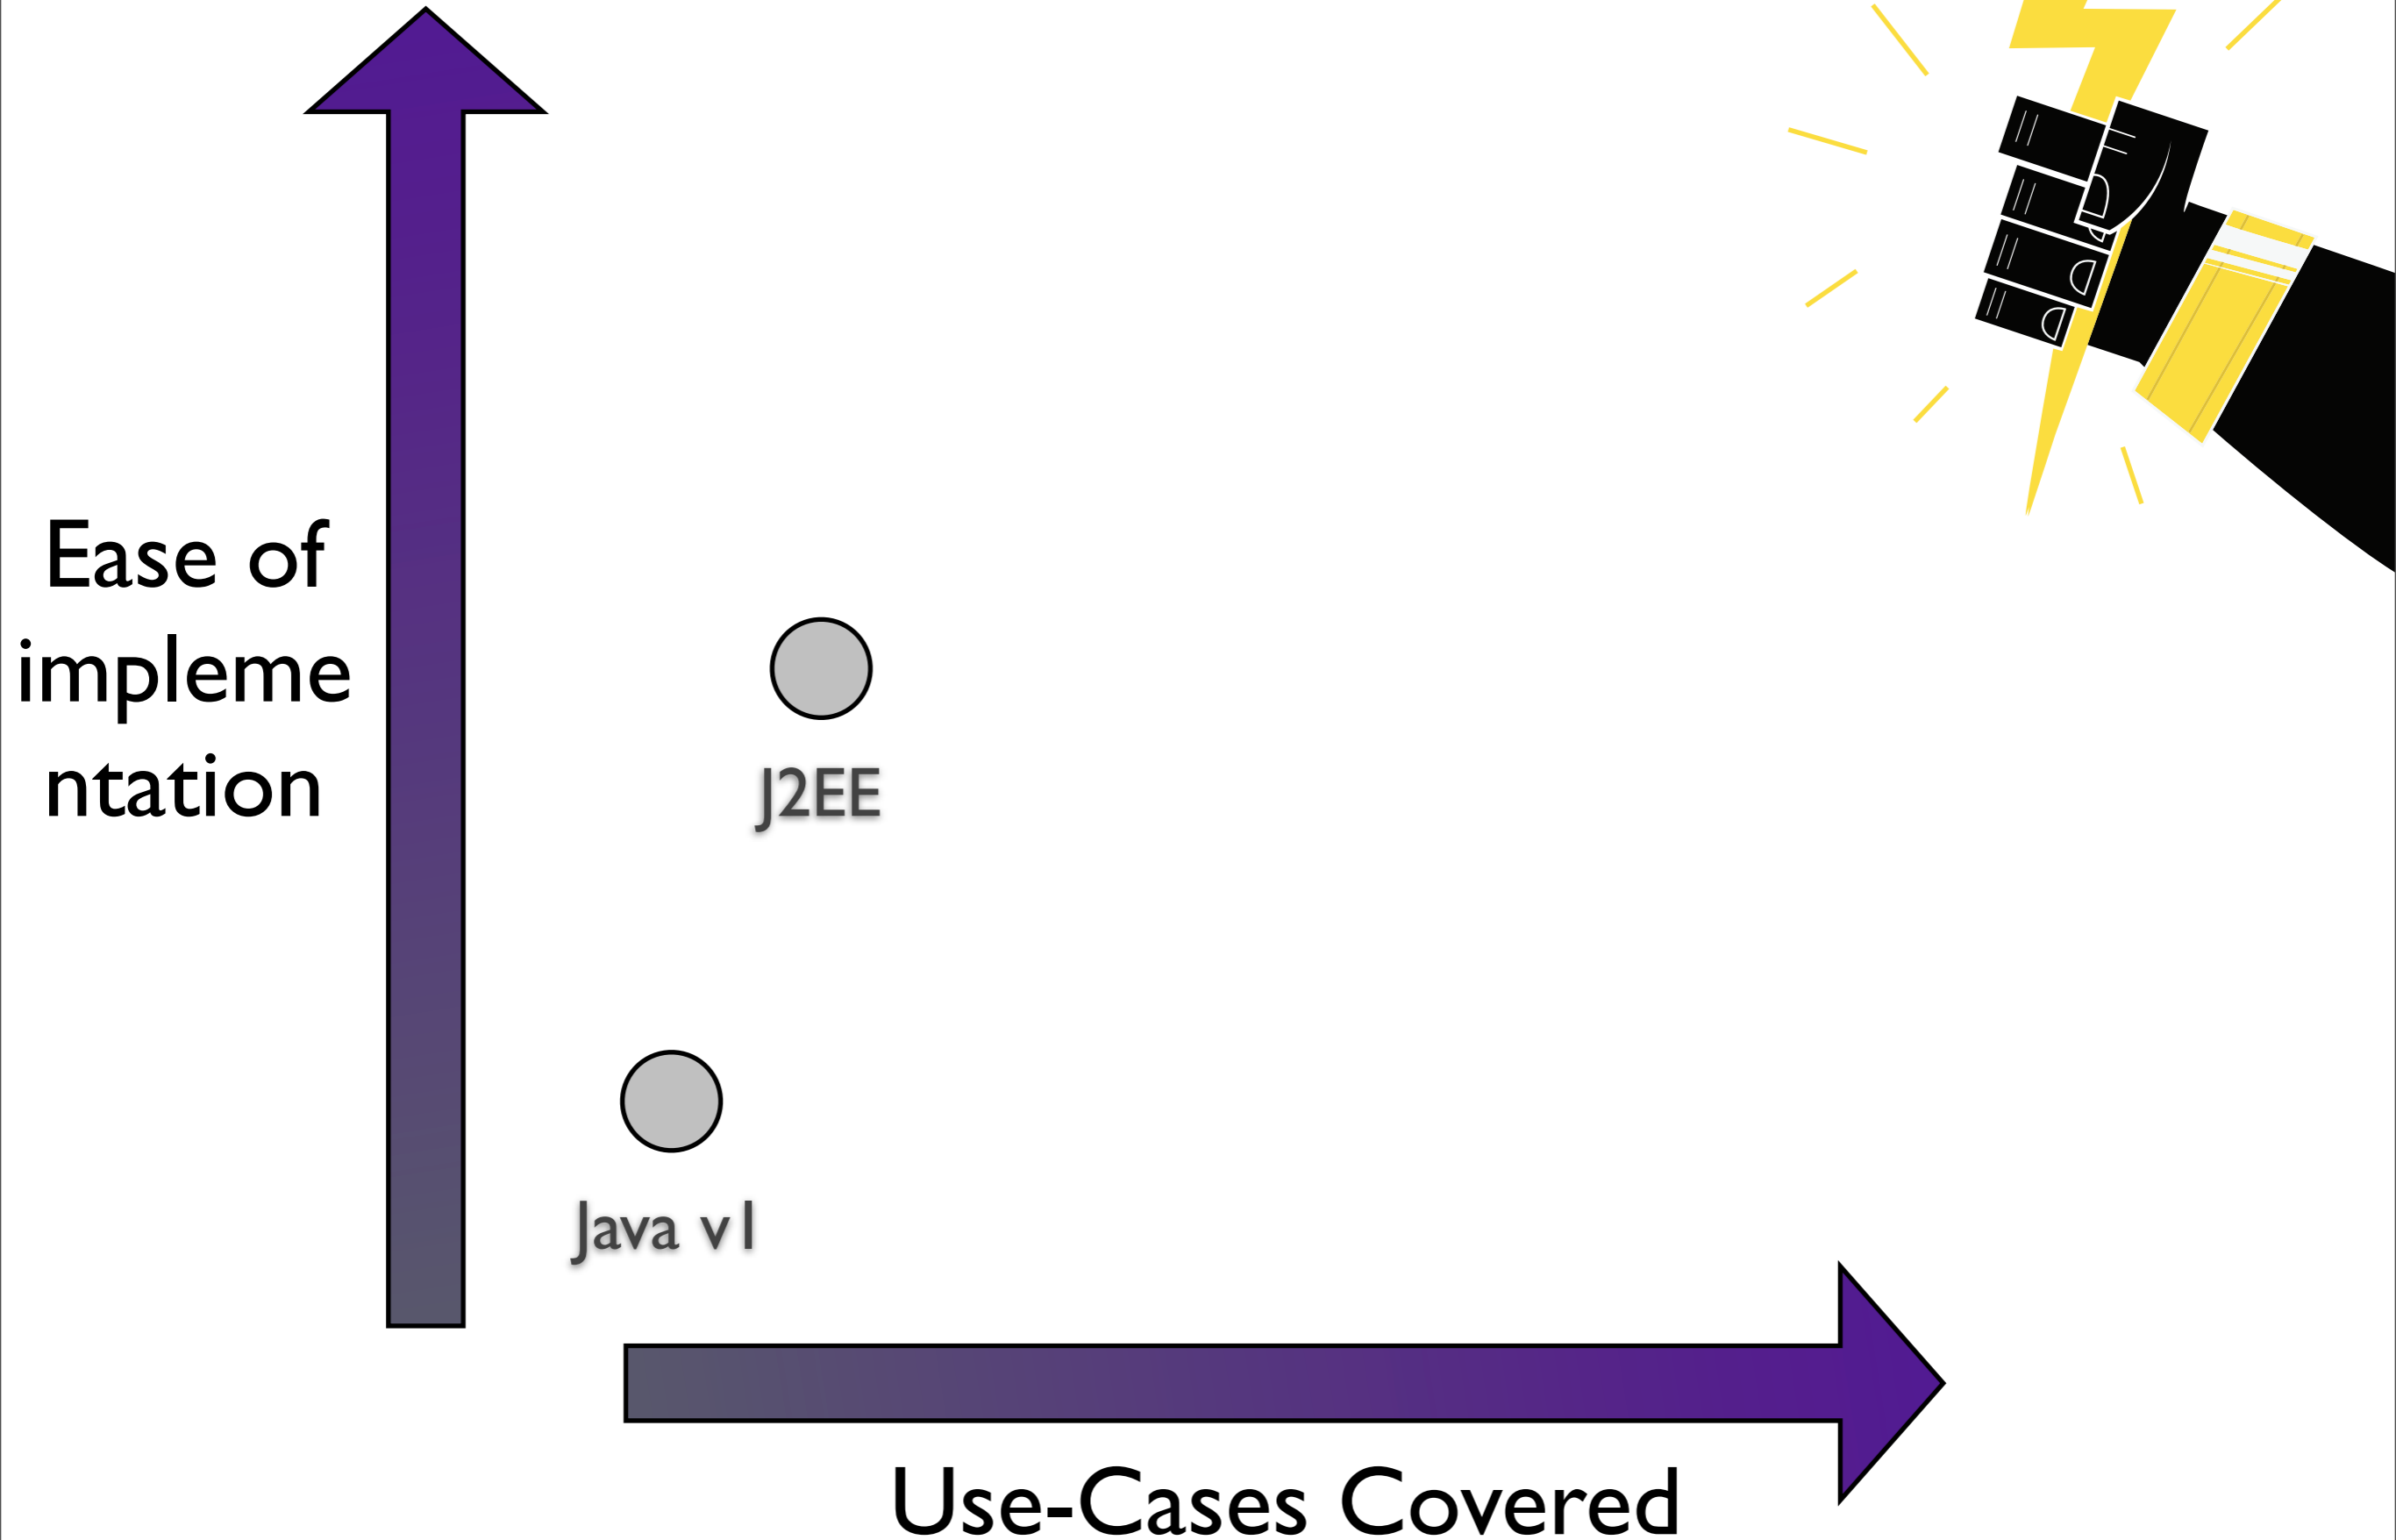 Ease of
impleme
ntation
J2EE
Java v1
Use-Cases Covered